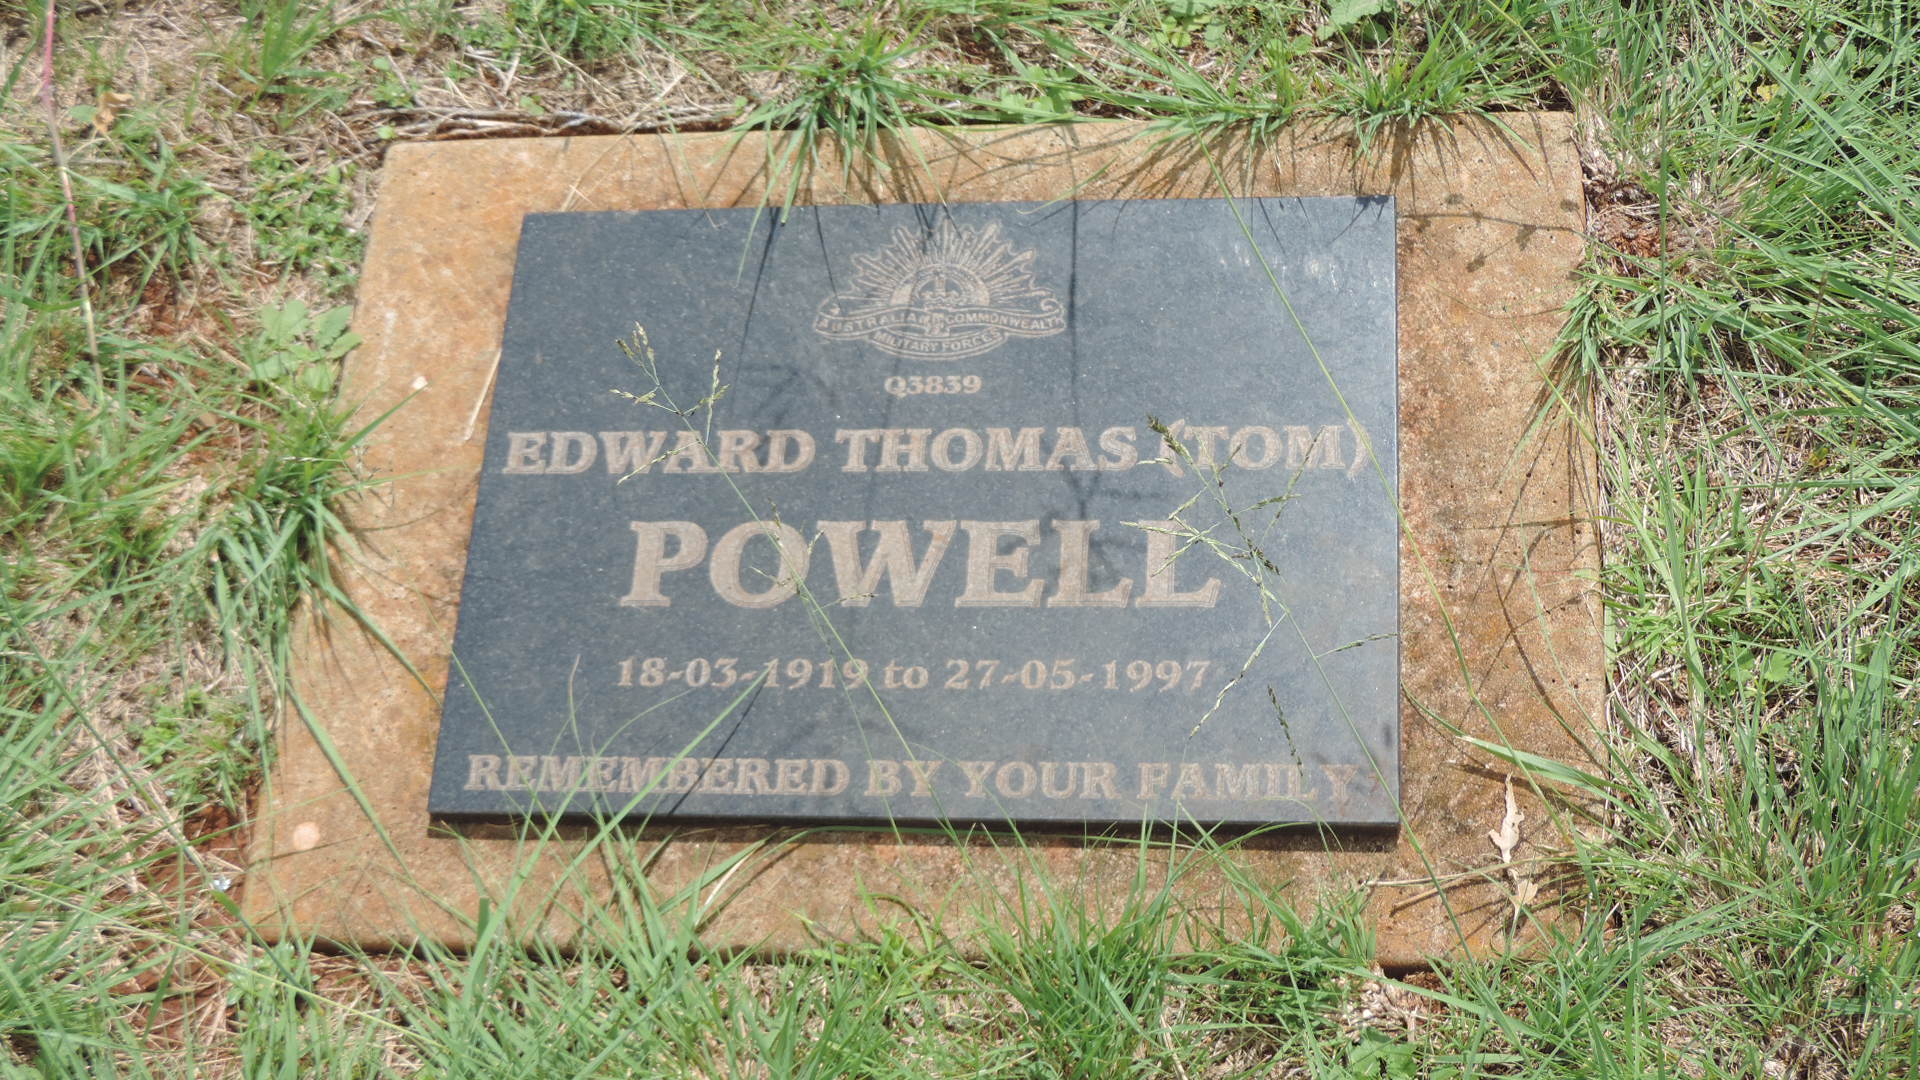 AUSTRALIAN COMMONWEALTH
MILITARY FORCES
Q3839
EDWARD THOMAS (TOM)
POWELL
18-03-1919 to 27-05-1997
REMEMBERED BY YOUR FAMILY